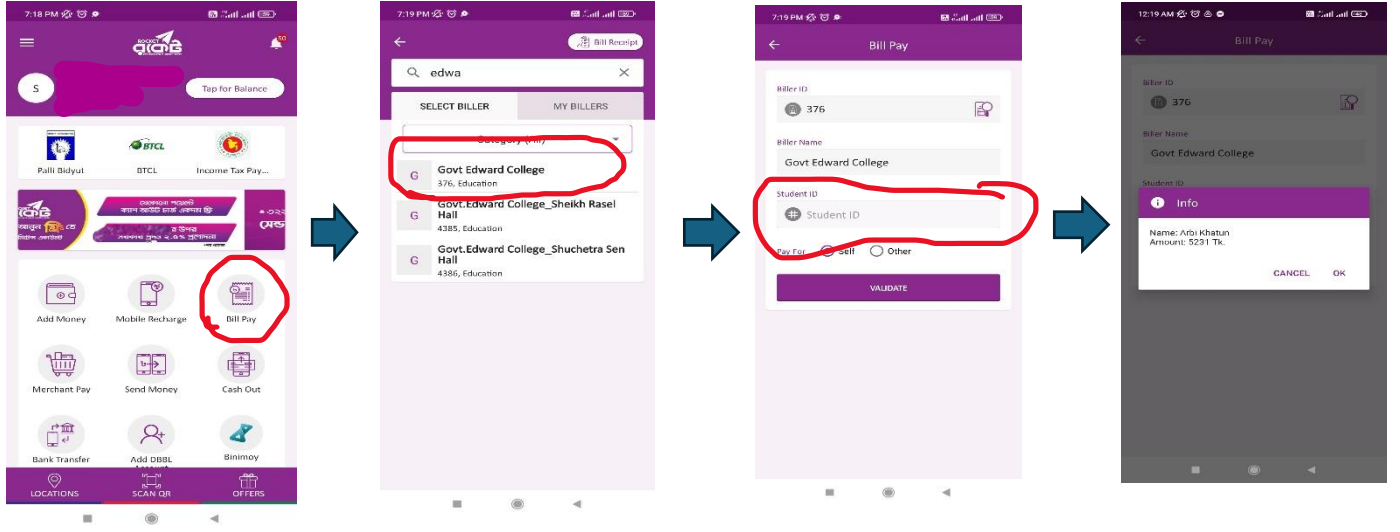 7:18 PM
ROCKET
রকেট
50
S
Tap for Balance
Palli Bidyut
BTCL
BTCL
Income Tax Pay...
Add Money
Mobile Recharge
Bill Pay
Merchant Pay
Send Money
Cash Out
Bank Transfer
Add DBBL
Binimoy
LOCATIONS
SCAN QR
OFFERS
7:19 PM
Bill Receipt
edwa
SELECT BILLER
MY BILLERS
Category (All)
G
Govt Edward College
376, Education
G
Govt.Edward College_Sheikh Rasel
Hall
4385, Education
G
Govt.Edward College_Shuchetra Sen
Hall
4386, Education
7:19 PM
Bill Pay
Biller ID
376
Biller Name
Govt Edward College
Student ID
Student ID
Pay For
Self
Other
VALIDATE
12:19 AM
Bill Pay
Biller ID
376
Biller Name
Govt Edward College
Student ID
Info
Name: Arbi Khatun
Amount: 5231 Tk.
CANCEL
OK